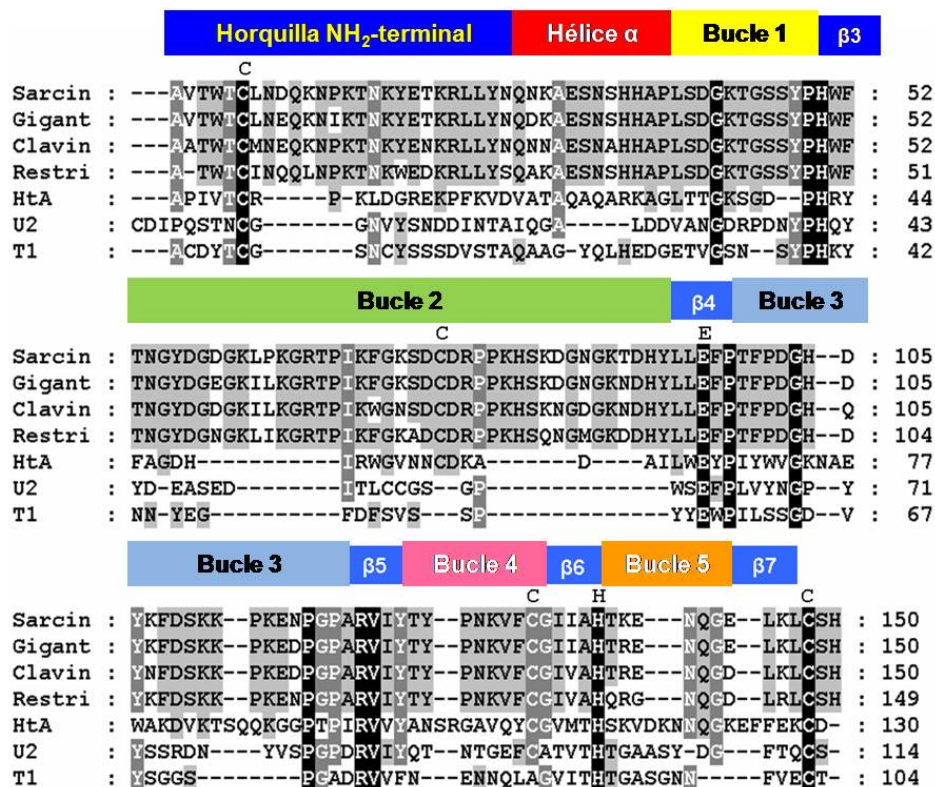 Horquilla NH2-terminal Hélice α Bucle 1 β3
C
Sarcin : ---AVTWTCLNDQKNPKTNKYETKRLLYNQNKAESNSHHAPLSDGKTGSSYPHWF : 52
Gigant : ---AVTWTCLNEQKNIKTNKYETKRLLYNQDKAESNSHHAPLSDGKTGSSYPHWF : 52
Clavin : ---AATWTCMNEQKNPKTNKYENKRLLYNQNNAESNAHHAPLSDGKTGSSYPHWF : 52
Restri : ---A-TWTCINQQLNPKTNKWEDKRLLYSQAKAESNSHHAPLSDGKTGSSYPHWF : 51
HtA : ---APIVTCR-----P-KLDGREKPFKVDVATAQAQARKAGLTTGKSGD--PHRY : 44
U2 : CDIPQSTNCG------GNVYSNDDINTAIQGA----LDDVANGDRPDNYPHQY : 43
T1 : ---ACDYTCG------SNCYSSSDVSTAQAAG-YQLHEDGETVGSN--SYPHKY : 42
Bucle 2 β4 Bucle 3
C E
Sarcin : TNGYDGDGKLPKGRTPIKFGKSDCDRPPKHSKDGNGKTDHYLLEFPTFPDGH--D : 105
Gigant : TNGYDGEGKILKGRTPIKFGKSDCDRPPKHSKDGNGKNDHYLLEFPTFPDGH--D : 105
Clavin : TNGYDGDGKILKGRTPIKWGNSDCDRPPKHSKNGDGKNDHYLLEFPTFPDGH--Q : 105
Restri : TNGYDGNGKLIKGRTPIKFGKADCDRPPKHSQNGMGKDDHYLLEFPTFPDGH--D : 104
HtA : FAGDH-----------IRWGVNNCDKA-------D---AILWEYPIYWVGKNAE : 77
U2 : YD-EASED--------ITLCCGS--GP--------------WSEFPLVYNGP--Y : 71
T1 : NN-YEG----------FDFSVS---SP--------------YYEWPILSSGD--V : 67
Bucle 3 β5 Bucle 4 β6 Bucle 5 β7
C H C
Sarcin : YKFDSKK--PKENPGPARVIYTY--PNKVFCGIIAHTKE---NQGE--LKLCSH : 150
Gigant : YKFDSKK--PKEDPGPARVIYTY--PNKVFCGIIAHTRE---NQGE--LKLCSH : 150
Clavin : YNFDSKK--PKEDPGPARVIYTY--PNKVFCGIIAHTRE---NQGD--LKLCSH : 150
Restri : YKFDSKK--PKENPGPARVIYTY--PNKVFCGIVAHQRG---NQGD--LRLCSH : 149
HtA : WAKDVKTSQQKGGPTPIRVVYANSRGAVQYCGVMTHSKVDKNNQGKEFFEKCD- : 130
U2 : YSSRDN---YVSPGPDRVIYQT--NTGEFCATVTHTGAASY-DG---FTQCS- : 114
T1 : YSGGS--------PGADRVVFN--ENNQLAGVITHTGASGNN-----FVECT- : 104